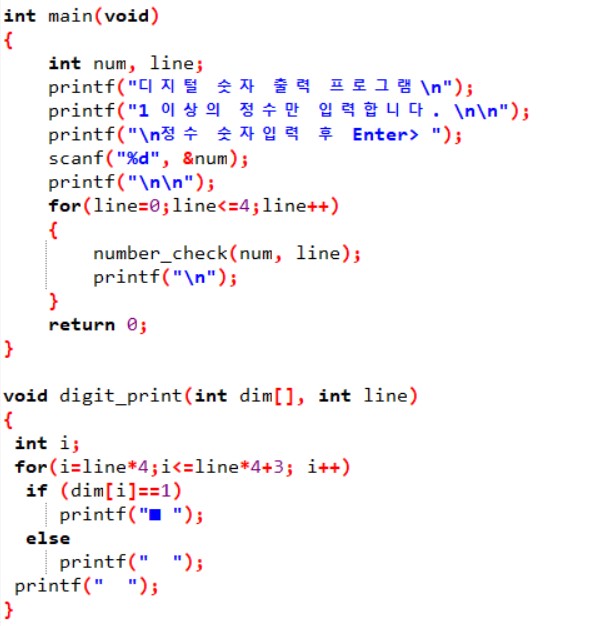 int main(void)
{
    int num, line;
    printf("디지털 숫자 출력 프로그램\n");
    printf("1 이상의 정수만 입력합니다. \n\n");
    printf("\n정수 숫자입력 후 Enter> ");
    scanf("%d", &num);
    printf("\n\n");
    for(line=0;line<=4;line++)
    {
        number_check(num, line);
        printf("\n");
    }
    return 0;
}

void digit_print(int dim[], int line)
{
 int i;
 for(i=line*4;i<=line*4+3; i++)
  if (dim[i]==1)
     printf("■ ");
  else
     printf("  ");
 printf("  ");
}